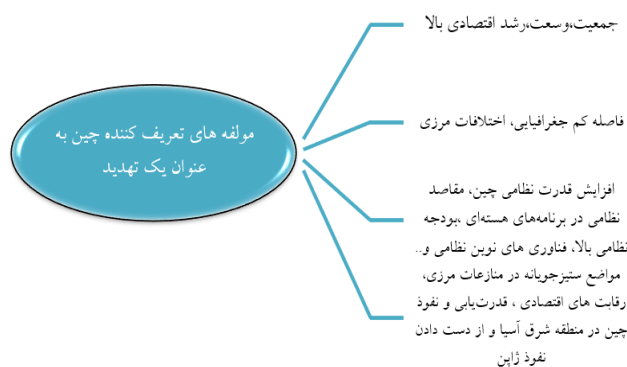 مولفه های تعریف کننده چین به
عنوان یک تهدید
جمعیت،وسعت،رشد اقتصادی بالا
فاصله کم جغرافیایی، اختلافات مرزی
افزایش قدرت نظامی چین، مقاصد
نظامی در برنامه‌های هسته‌ای ،بودجه
نظامی بالا، فناوری های نوین نظامی و..
مواضع ستیزجویانه در منازعات مرزی،
رقابت های اقتصادی ، قدرت‌یابی و نفوذ
چین در منطقه شرق آسیا و از دست دادن
نفوذ ژاپن